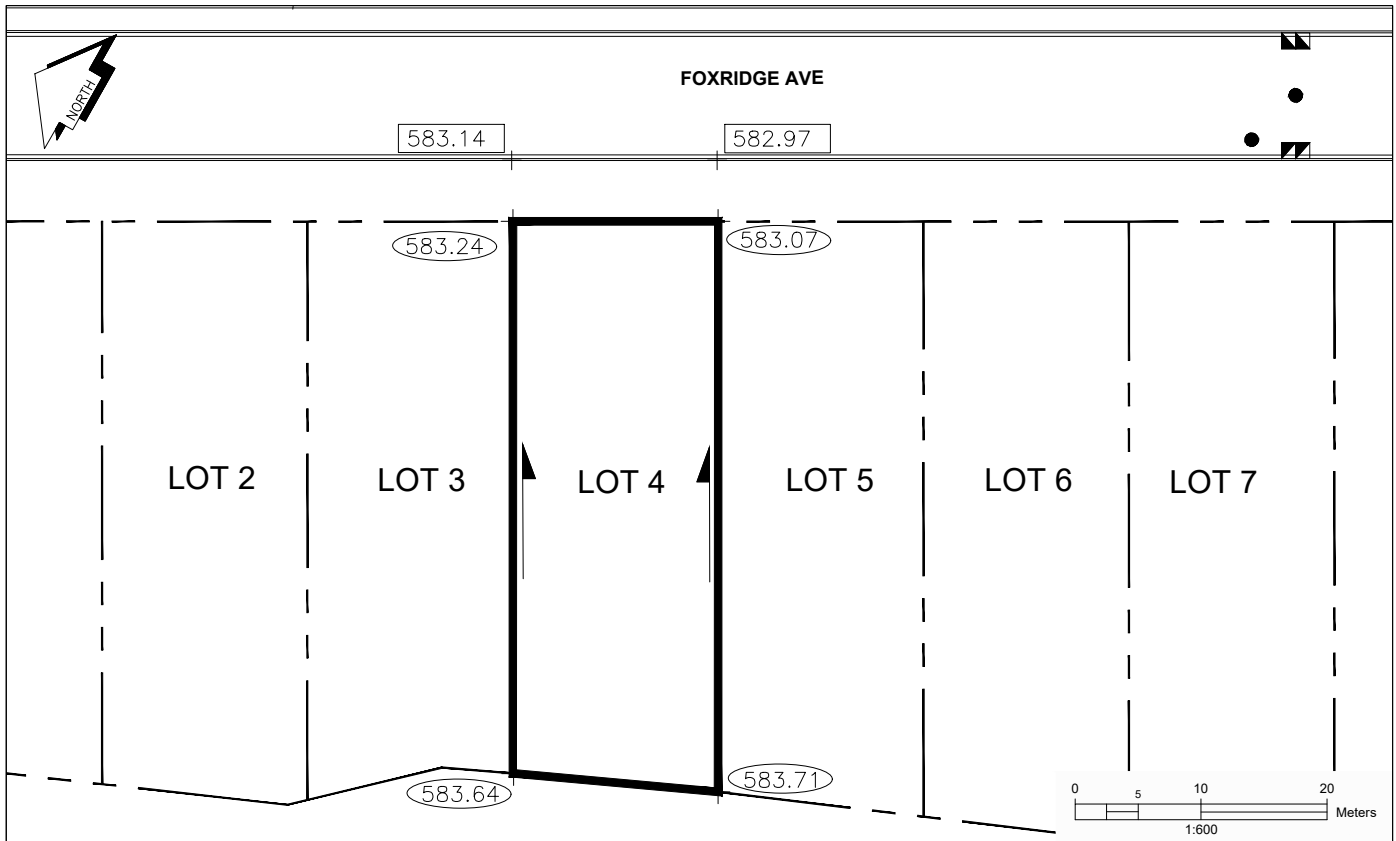 FOXRIDGE AVE
NORTH
583.14
582.97
583.24
583.07
LOT 2
LOT 3
LOT 4
LOT 5
LOT 6
LOT 7
583.64
583.71
0 5 10 20
Meters
1:600